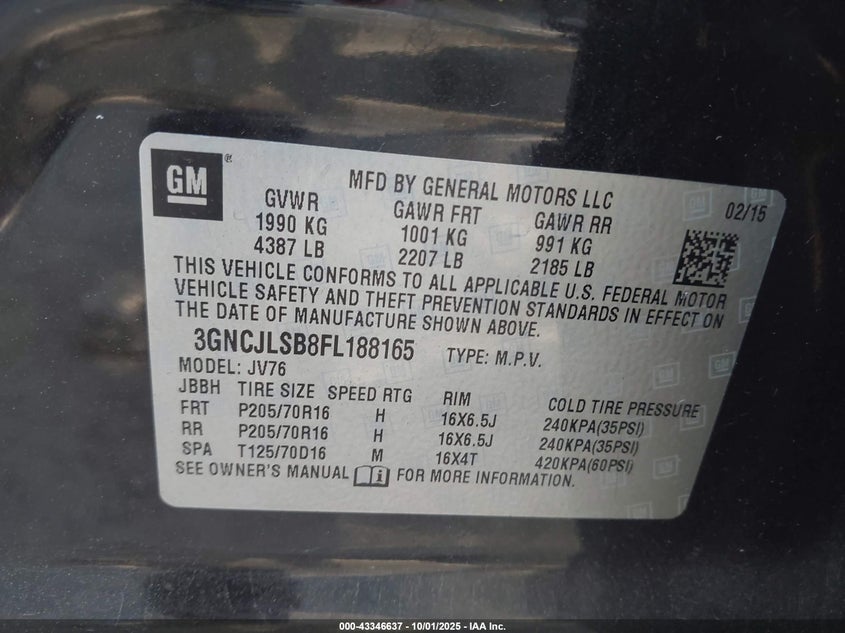 GM®
MFD BY GENERAL MOTORS LLC
02/15
GVWR GAWR FRT GAWR RR
1990 KG 1001 KG 991 KG
4387 LB 2207 LB 2185 LB
THIS VEHICLE CONFORMS TO ALL APPLICABLE U.S. FEDERAL MOTOR
VEHICLE SAFETY AND THEFT PREVENTION STANDARDS IN EFFECT ON
THE DATE OF MANUFACTURE SHOWN ABOVE.
3GNCJLSB8FL188165 TYPE: M.P.V.
MODEL: JV76
JBBH TIRE SIZE SPEED RTG RIM COLD TIRE PRESSURE
FRT P205/70R16 H 16X6.5J 240KPA(35PSI)
RR P205/70R16 H 16X6.5J 240KPA(35PSI)
SPA T125/70D16 M 16X4T 420KPA(60PSI)
SEE OWNER'S MANUAL FOR MORE INFORMATION.
000-43346637 - 10/01/2025 - IAA Inc.